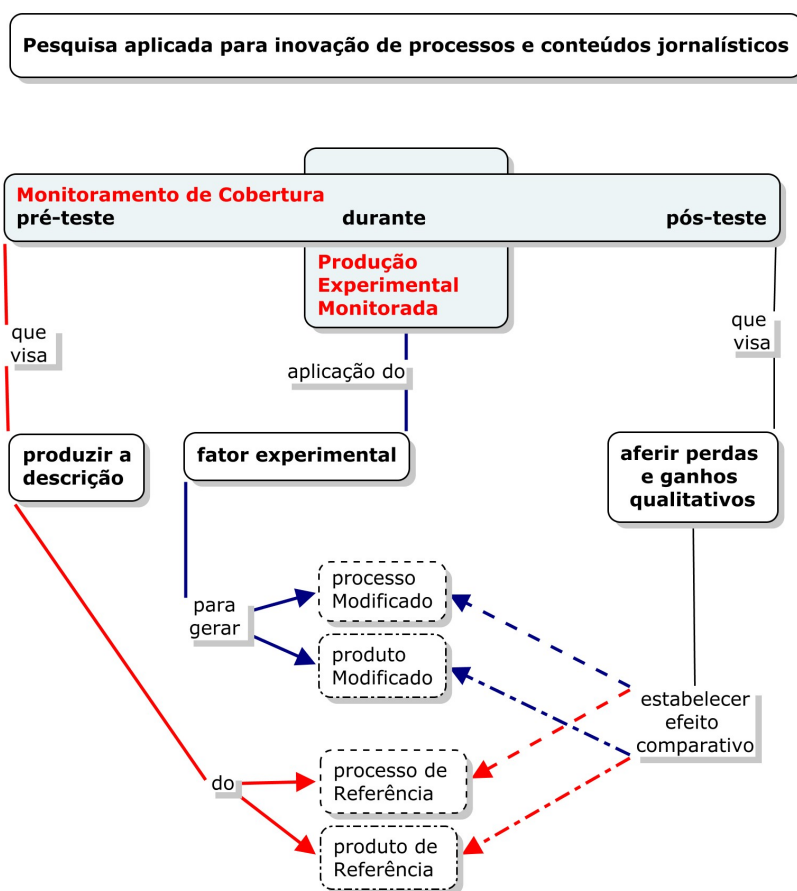 Pesquisa aplicada para inovação de processos e conteúdos jornalísticos
Monitoramento de Cobertura
pré-teste durante pós-teste
Produção
Experimental
Monitorada
que
visa
aplicação do
que
visa
produzir a
descrição
fator experimental
aferir perdas
e ganhos
qualitativos
para
gerar
processo
Modificado
produto
Modificado
estabelecer
efeito
comparativo
do
processo de
Referência
produto de
Referência